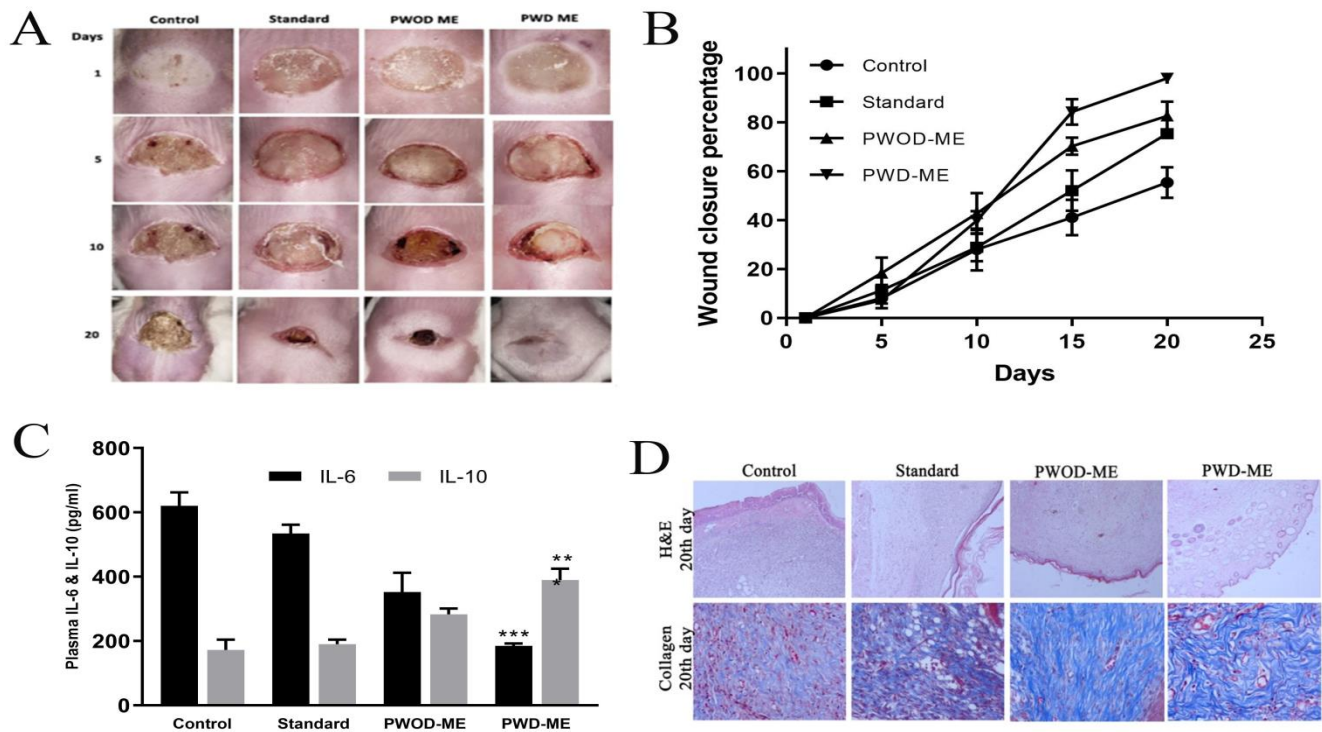 A
Control Standard PWOD ME PWD ME
Days
1
5
10
20
B
Wound closure percentage
100
80
60
40
20
0
Control
Standard
PWOD-ME
PWD-ME
0 5 10 15 20 25
Days
C
Plasma IL-6 & IL-10 (pg/ml)
800
600
400
200
0
IL-6 IL-10
***
**
*
Control Standard PWOD-ME PWD-ME
D
Control Standard PWOD-ME PWD-ME
H&E
20th day
Collagen
20th day